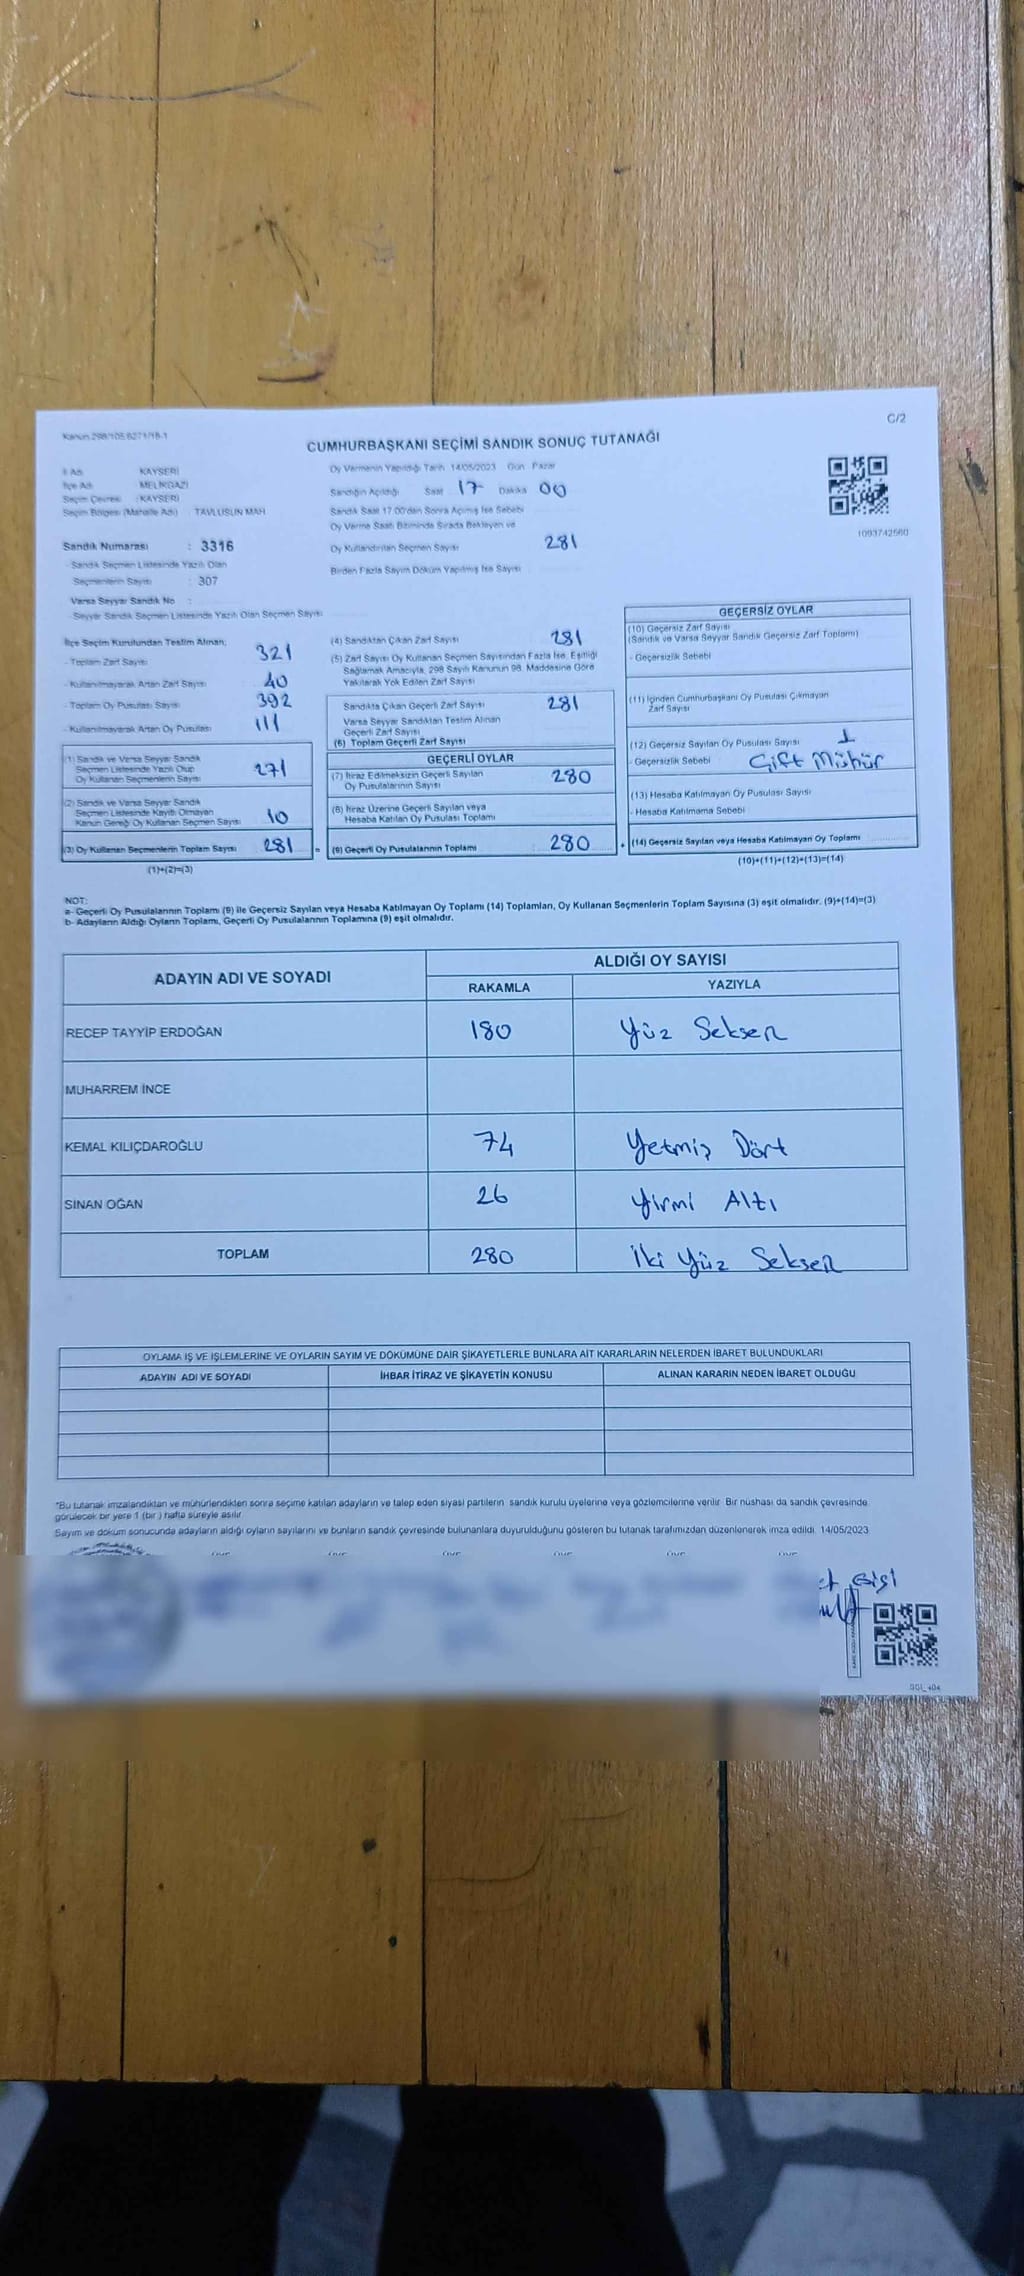 Kanun:298/105;6271/18-1
C/2
CUMHURBAŞKANI SEÇİMİ SANDIK SONUÇ TUTANAĞI
İl Adı : KAYSERİ
İlçe Adı : MELİKGAZİ
Seçim Çevresi : KAYSERİ
Seçim Bölgesi (Mahalle Adı) : TAVLUSUN MAH
Sandık Numarası : 3316
- Sandık Seçmen Listesinde Yazılı Olan
Seçmenlerin Sayısı : 307
Varsa Seyyar Sandık No :
- Seyyar Sandık Seçmen Listesinde Yazılı Olan Seçmen Sayısı
Oy Vermenin Yapıldığı Tarih 14/05/2023 Gün Pazar
Sandığın Açıldığı Saat 17 Dakika 00
Sandık Saat 17.00'dan Sonra Açımış İse Sebebi
Oy Verme Saati Bitiminde Sırada Bekleyen ve
Oy Kullandırılan Seçmen Sayısı 281
Birden Fazla Sayım Döküm Yapılmış İse Sayısı
1093742560
İlçe Seçim Kurulundan Teslim Alınan;
- Toplam Zarf Sayısı 321
- Kullanılmayarak Artan Zarf Sayısı 40
- Toplam Oy Pusulası Sayısı 392
- Kullanılmayarak Artan Oy Pusulası 111
(1) Sandık ve Varsa Seyyar Sandık
Seçmen Listesinde Yazılı Olup
Oy Kullanan Seçmenlerin Sayısı 271
(2) Sandık ve Varsa Seyyar Sandık
Seçmen Listesinde Kayıtlı Olmayan
Kanun Gereği Oy Kullanan Seçmen Sayısı 10
(3) Oy Kullanan Seçmenlerin Toplam Sayısı 281 =
(1)+(2)=(3)
(4) Sandıktan Çıkan Zarf Sayısı 281
(5) Zarf Sayısı Oy Kullanan Seçmen Sayısından Fazla İse, Eşitliği
Sağlamak Amacıyla, 298 Sayılı Kanunun 98. Maddesine Göre
Yakılarak Yok Edilen Zarf Sayısı
Sandıkta Çıkan Geçerli Zarf Sayısı 281
Varsa Seyyar Sandıktan Teslim Alınan
Geçerli Zarf Sayısı
(6) Toplam Geçerli Zarf Sayısı
GEÇERLİ OYLAR
(7) İtiraz Edilmeksizin Geçerli Sayılan
Oy Pusulalarının Sayısı 280
(8) İtiraz Üzerine Geçerli Sayılan veya
Hesaba Katılan Oy Pusulası Toplamı
(9) Geçerli Oy Pusulalarının Toplamı : 280 +
GEÇERSİZ OYLAR
(10) Geçersiz Zarf Sayısı
(Sandık ve Varsa Seyyar Sandık Geçersiz Zarf Toplamı)
- Geçersizlik Sebebi
(11) İçinden Cumhurbaşkanı Oy Pusulası Çıkmayan
Zarf Sayısı
(12) Geçersiz Sayılan Oy Pusulası Sayısı 1
- Geçersizlik Sebebi Çift Mühür
(13) Hesaba Katılmayan Oy Pusulası Sayısı
- Hesaba Katılmama Sebebi
(14) Geçersiz Sayılan veya Hesaba Katılmayan Oy Toplamı
(10)+(11)+(12)+(13)=(14)
NOT:
a- Geçerli Oy Pusulalarının Toplamı (9) ile Geçersiz Sayılan veya Hesaba Katılmayan Oy Toplamı (14) Toplamları, Oy Kullanan Seçmenlerin Toplam Sayısına (3) eşit olmalıdır. (9)+(14)=(3)
b- Adayların Aldığı Oyların Toplamı, Geçerli Oy Pusulalarının Toplamına (9) eşit olmalıdır.
ADAYIN ADI VE SOYADI
ALDIĞI OY SAYISI
RAKAMLA YAZIYLA
RECEP TAYYİP ERDOĞAN 180 Yüz Seksen
MUHARREM İNCE
KEMAL KILIÇDAROĞLU 74 Yetmiş Dört
SİNAN OĞAN 26 Yirmi Altı
TOPLAM 280 İki Yüz Seksen
OYLAMA İŞ VE İŞLEMLERİNE VE OYLARIN SAYIM VE DÖKÜMÜNE DAİR ŞİKAYETLERLE BUNLARA AİT KARARLARIN NELERDEN İBARET BULUNDUKLARI
ADAYIN ADI VE SOYADI İHBAR İTİRAZ VE ŞİKAYETİN KONUSU ALINAN KARARIN NEDEN İBARET OLDUĞU
*Bu tutanak imzalandıktan ve mühürlendikten sonra seçime katılan adayların ve talep eden siyasi partilerin sandık kurulu üyelerine veya gözlemcilerine verilir. Bir nüshası da sandık çevresinde
görülecek bir yere 1 (bir ) hafta süreyle asılır
Sayım ve döküm sonucunda adayların aldığı oyların sayılarını ve bunların sandık çevresinde bulunanlara duyurulduğunu gösteren bu tutanak tarafımızdan düzenlenerek imza edildi. 14/05/2023